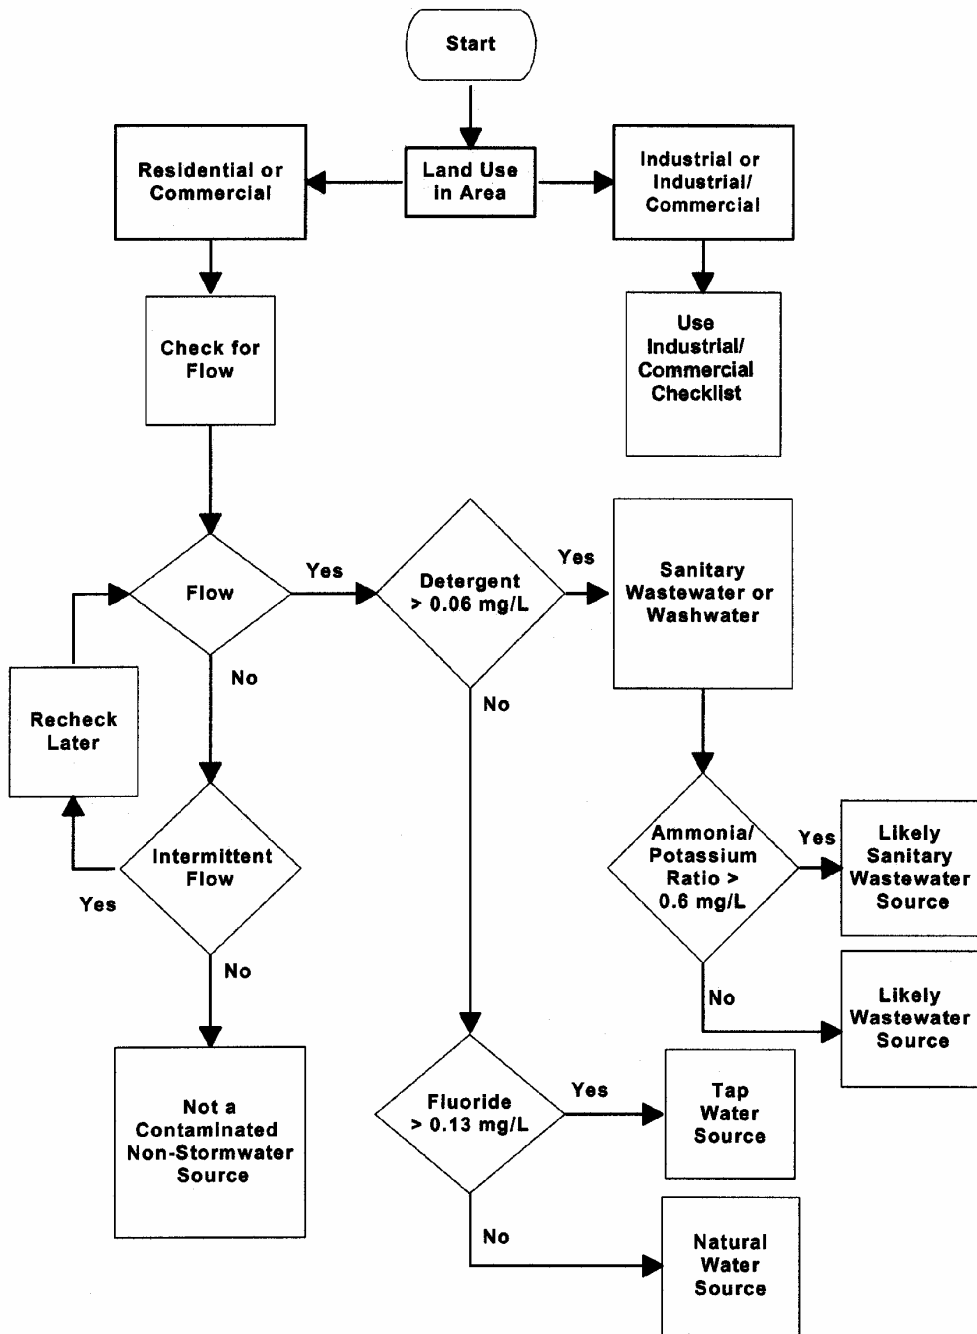 Start
Residential or
Commercial
Land Use
in Area
Industrial or
Industrial/
Commercial
Check for
Flow
Use
Industrial/
Commercial
Checklist
Flow
Yes
Detergent
> 0.06 mg/L
Yes
Sanitary
Wastewater or
Washwater
No
No
Recheck
Later
Intermittent
Flow
Yes
No
Ammonia/
Potassium
Ratio >
0.6 mg/L
Yes
Likely
Sanitary
Wastewater
Source
No
Likely
Wastewater
Source
Not a
Contaminated
Non-Stormwater
Source
Fluoride
> 0.13 mg/L
Yes
Tap
Water
Source
No
Natural
Water
Source